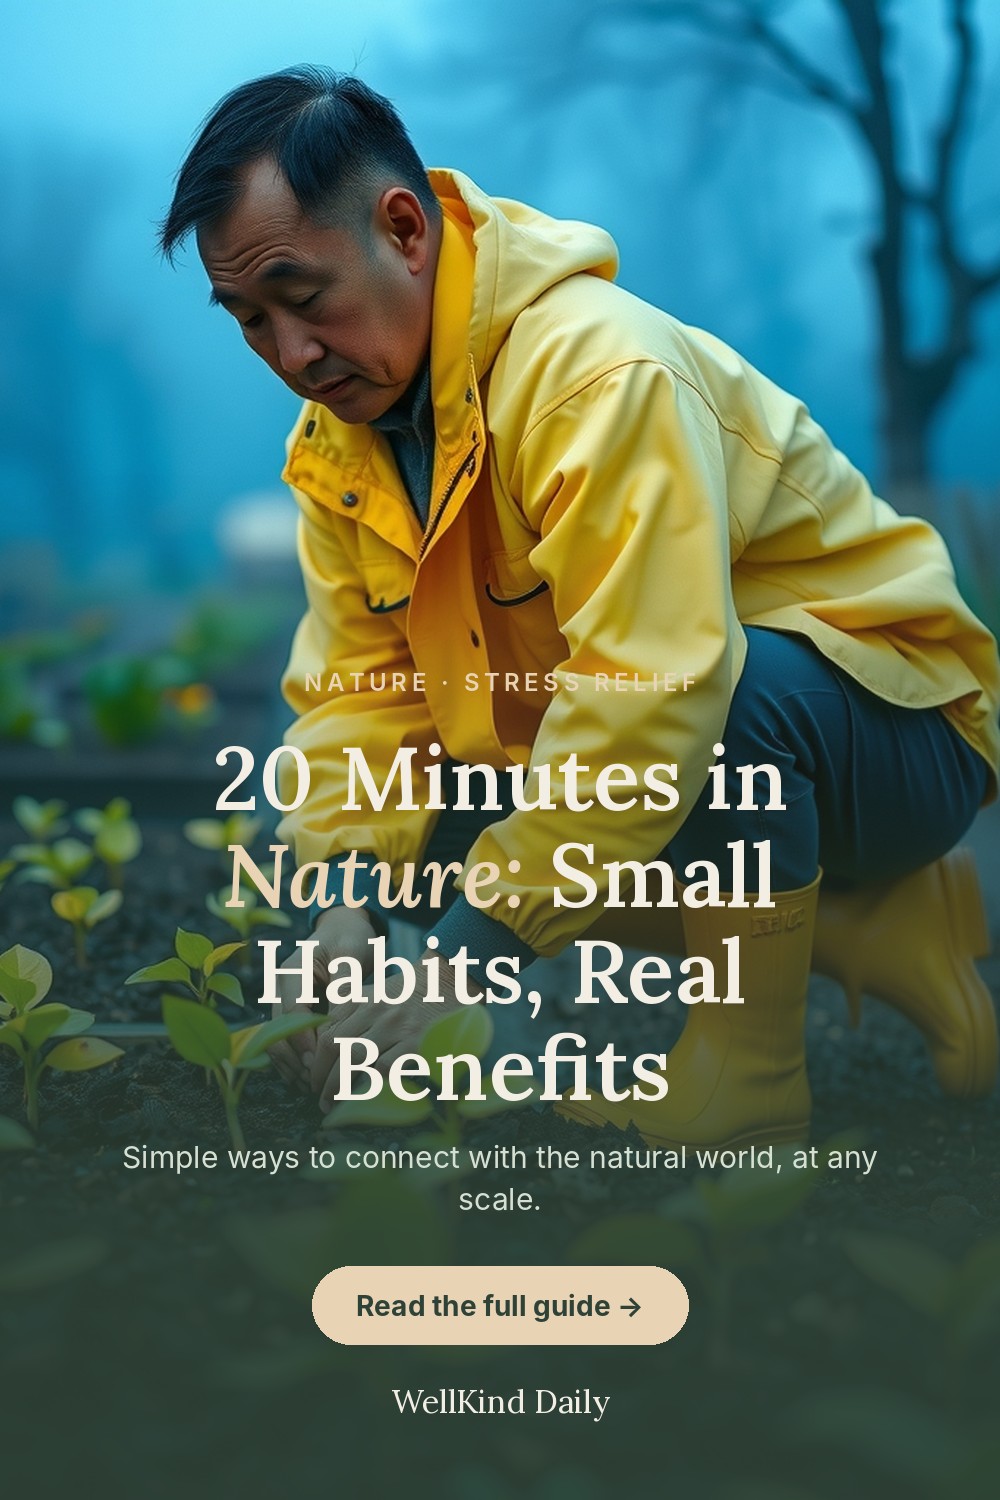 NATURE · STRESS RELIEF
20 Minutes in
Nature: Small
Habits, Real
Benefits
Simple ways to connect with the natural world, at any
scale.
Read the full guide →
WellKind Daily